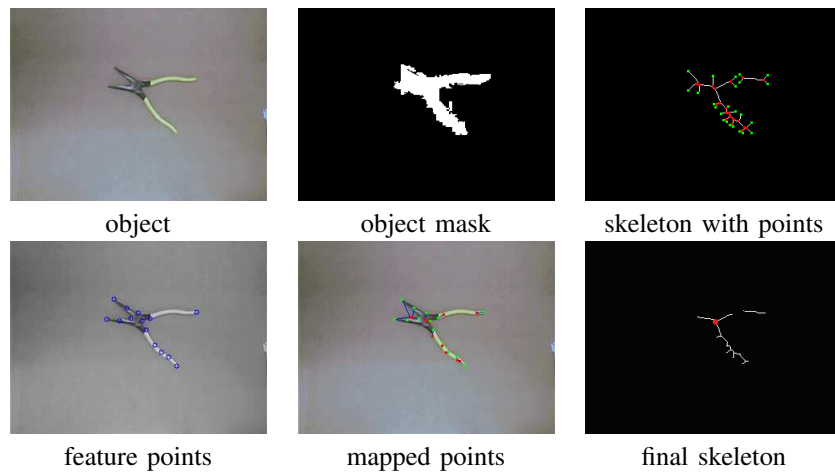 object
object mask
skeleton with points
feature points
mapped points
final skeleton